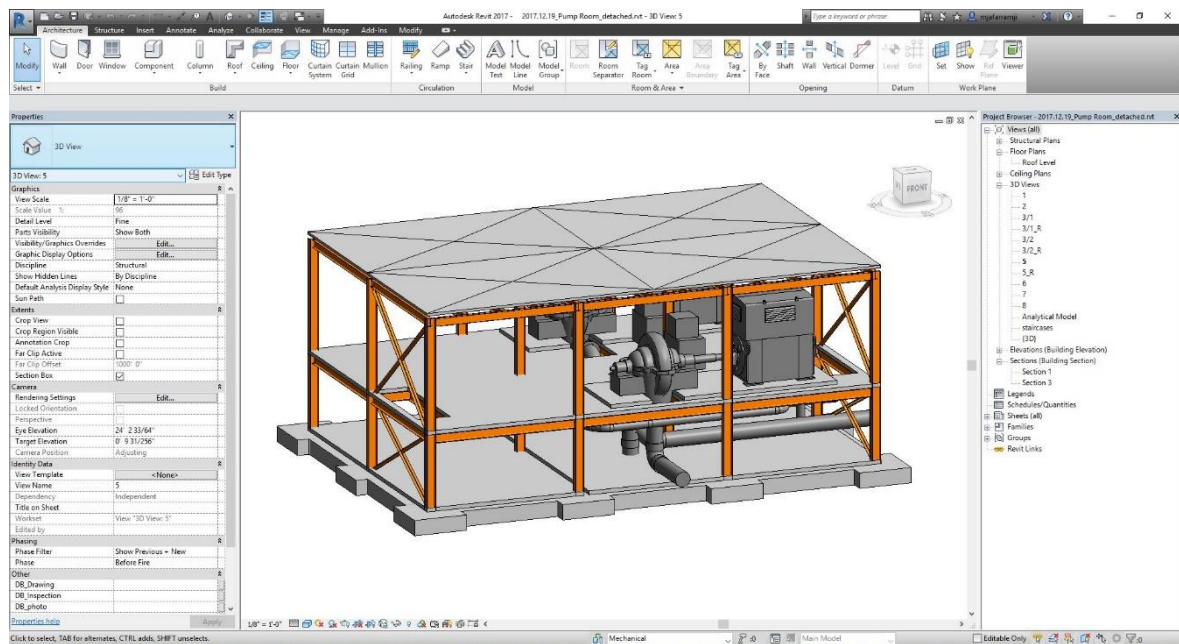 Autodesk Revit 2017 - 2017.12.19_Pump Room_detached.rvt - 3D View: 5
Type a keyword or phrase
mjafaramji
Architecture Structure Insert Annotate Analyze Collaborate View Manage Add-Ins Modify
Modify Wall Door Window Component Column Roof Ceiling Floor Curtain System Curtain Grid Mullion Railing Ramp Stair Model Text Model Line Model Group Room Room Separator Tag Room Area Area Boundary Tag Area By Face Shaft Wall Vertical Dormer Level Grid Set Show Ref Plane Viewer
Select Build Circulation Model Room & Area Opening Datum Work Plane
Properties
3D View
3D View: 5 Edit Type
Graphics
View Scale 1/8" = 1'-0"
Scale Value 1: 96
Detail Level Fine
Parts Visibility Show Both
Visibility/Graphics Overrides Edit...
Graphic Display Options Edit...
Discipline Structural
Show Hidden Lines By Discipline
Default Analysis Display Style None
Sun Path
Extents
Crop View
Crop Region Visible
Annotation Crop
Far Clip Active
Far Clip Offset 1000' 0"
Section Box
Camera
Rendering Settings Edit...
Locked Orientation
Perspective
Eye Elevation 24' 2 33/64"
Target Elevation 0' 9 31/256"
Camera Position Adjusting
Identity Data
View Template <None>
View Name 5
Dependency Independent
Title on Sheet
Workset View "3D View: 5"
Edited by
Phasing
Phase Filter Show Previous + New
Phase Before Fire
Other
DB_Drawing
DB_Inspection
DB_photo
Properties help Apply
FRONT
Project Browser - 2017.12.19_Pump Room_detached.rvt
Views (all)
Structural Plans
Floor Plans
Roof Level
Ceiling Plans
3D Views
1
2
3/1
3/1_R
3/2
3/2_R
5
5_R
6
7
8
Analytical Model
staircases
{3D}
Elevations (Building Elevation)
Sections (Building Section)
Section 1
Section 3
Legends
Schedules/Quantities
Sheets (all)
Families
Groups
Revit Links
1/8" = 1'-0"
Click to select, TAB for alternates, CTRL adds, SHIFT unselects.
Mechanical :0 Main Model Editable Only :0